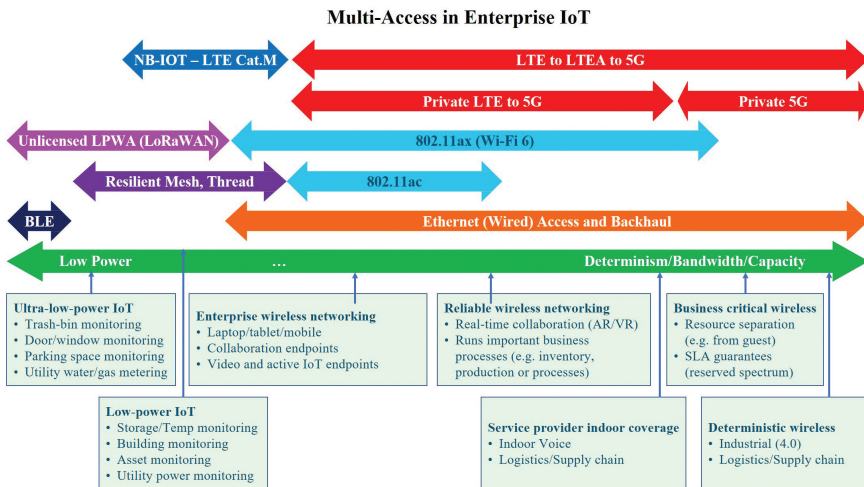 Multi-Access in Enterprise IoT
NB-IOT – LTE Cat.M
LTE to LTEA to 5G
Private LTE to 5G
Private 5G
Unlicensed LPWA (LoRaWAN)
802.11ax (Wi-Fi 6)
Resilient Mesh, Thread
802.11ac
BLE
Ethernet (Wired) Access and Backhaul
Low Power
...
Determinism/Bandwidth/Capacity
Ultra-low-power IoT
• Trash-bin monitoring
• Door/window monitoring
• Parking space monitoring
• Utility water/gas metering
Enterprise wireless networking
• Laptop/tablet/mobile
• Collaboration endpoints
• Video and active IoT endpoints
Reliable wireless networking
• Real-time collaboration (AR/VR)
• Runs important business
processes (e.g. inventory,
production or processes)
Business critical wireless
• Resource separation
(e.g. from guest)
• SLA guarantees
(reserved spectrum)
Low-power IoT
• Storage/Temp monitoring
• Building monitoring
• Asset monitoring
• Utility power monitoring
Service provider indoor coverage
• Indoor Voice
• Logistics/Supply chain
Deterministic wireless
• Industrial (4.0)
• Logistics/Supply chain